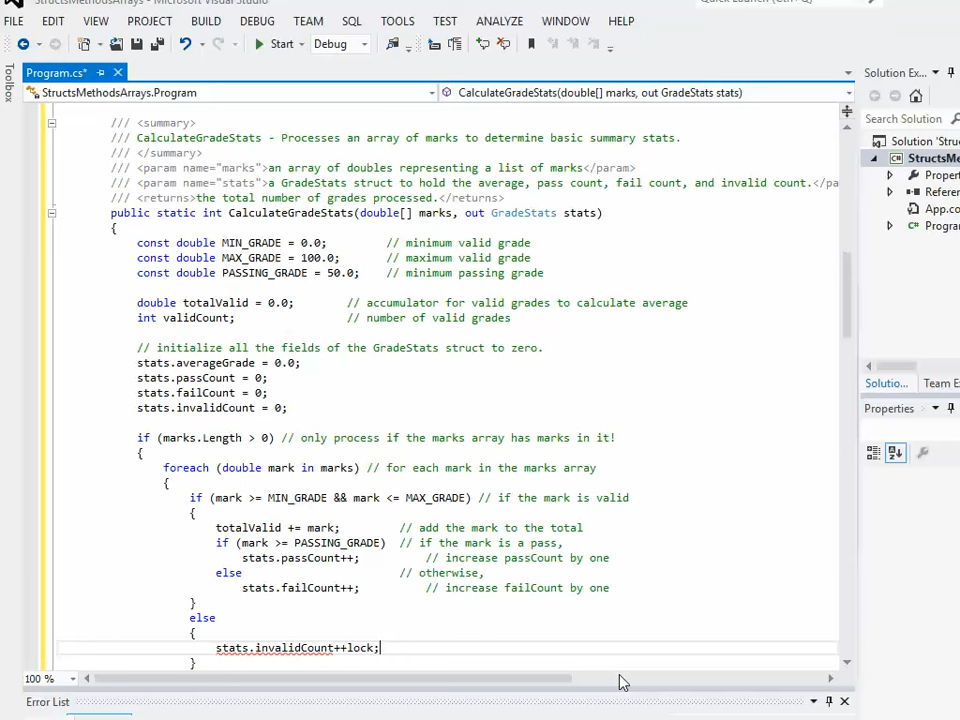 StructsMethodsArrays - Microsoft Visual Studio
Quick Launch (Ctrl+Q)
FILE EDIT VIEW PROJECT BUILD DEBUG TEAM SQL TOOLS TEST ANALYZE WINDOW HELP
Start Debug
Toolbox
Program.cs*
StructsMethodsArrays.Program CalculateGradeStats(double[] marks, out GradeStats stats)
/// <summary>
/// CalculateGradeStats - Processes an array of marks to determine basic summary stats.
/// </summary>
/// <param name="marks">an array of doubles representing a list of marks</param>
/// <param name="stats">a GradeStats struct to hold the average, pass count, fail count, and invalid count.</pa
/// <returns>the total number of grades processed.</returns>
public static int CalculateGradeStats(double[] marks, out GradeStats stats)
{
const double MIN_GRADE = 0.0; // minimum valid grade
const double MAX_GRADE = 100.0; // maximum valid grade
const double PASSING_GRADE = 50.0; // minimum passing grade
double totalValid = 0.0; // accumulator for valid grades to calculate average
int validCount; // number of valid grades
// initialize all the fields of the GradeStats struct to zero.
stats.averageGrade = 0.0;
stats.passCount = 0;
stats.failCount = 0;
stats.invalidCount = 0;
if (marks.Length > 0) // only process if the marks array has marks in it!
{
foreach (double mark in marks) // for each mark in the marks array
{
if (mark >= MIN_GRADE && mark <= MAX_GRADE) // if the mark is valid
{
totalValid += mark; // add the mark to the total
if (mark >= PASSING_GRADE) // if the mark is a pass,
stats.passCount++; // increase passCount by one
else // otherwise,
stats.failCount++; // increase failCount by one
}
else
{
stats.invalidCount++lock;
}
100 %
Error List
Solution Ex...
Search Solution
Solution 'Struc
StructsMe
Propert
Referen
App.co
Progran
Solutio... Team E
Properties